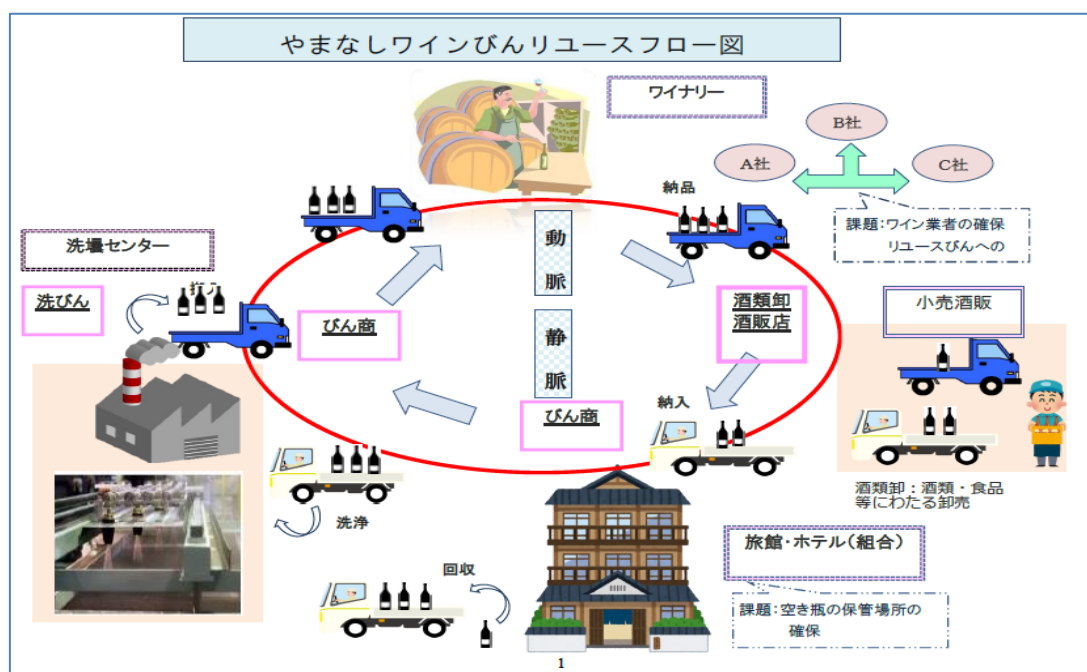 やまなしワインびんリユースフロー図
ワイナリー
B社
A社
C社
納品
課題:ワイン業者の確保
リユースびんへの
動脈
洗壜センター
洗びん
びん商
酒類卸
酒販店
小売酒販
静脈
びん商
納入
洗浄
酒類卸:酒類・食品
等にわたる卸売
旅館・ホテル(組合)
回収
課題:空き瓶の保管場所の
確保
1